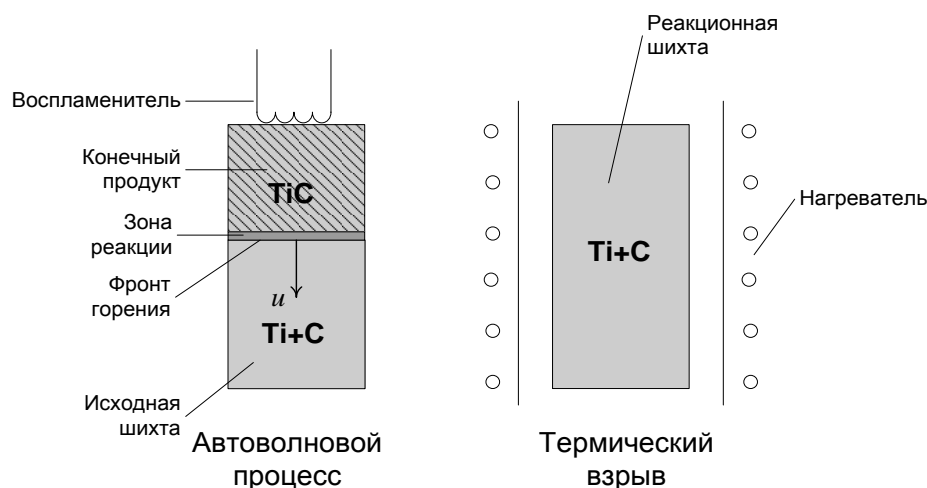 Воспламенитель
Конечный
продукт
TiC
Зона
реакции
Фронт
горения
u
Ti+C
Исходная
шихта
Автоволновой
процесс
Реакционная
шихта
Ti+C
Нагреватель
Термический
взрыв